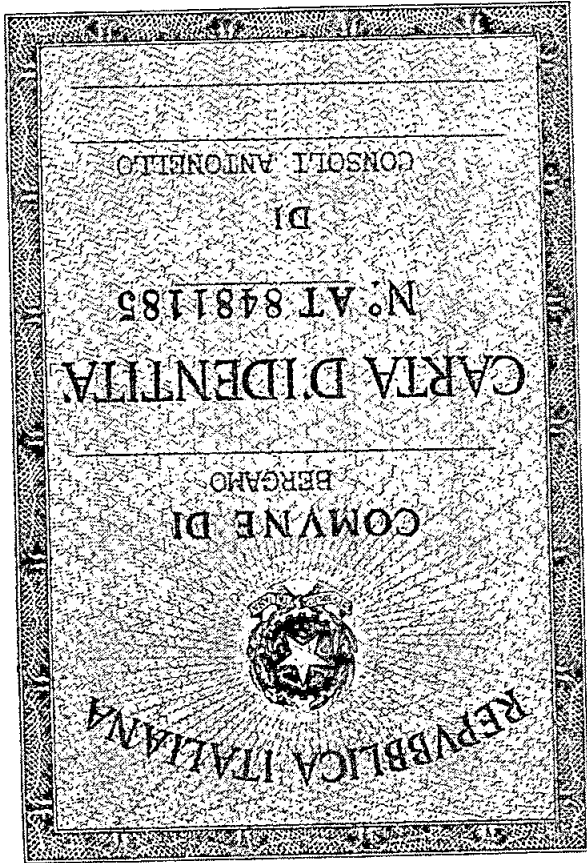 REPVBBLICA ITALIANA
COMVNE DI
BERGAMO
CARTA D'IDENTITA'
N° AT 8481185
DI
CONSOLI ANTONELLO